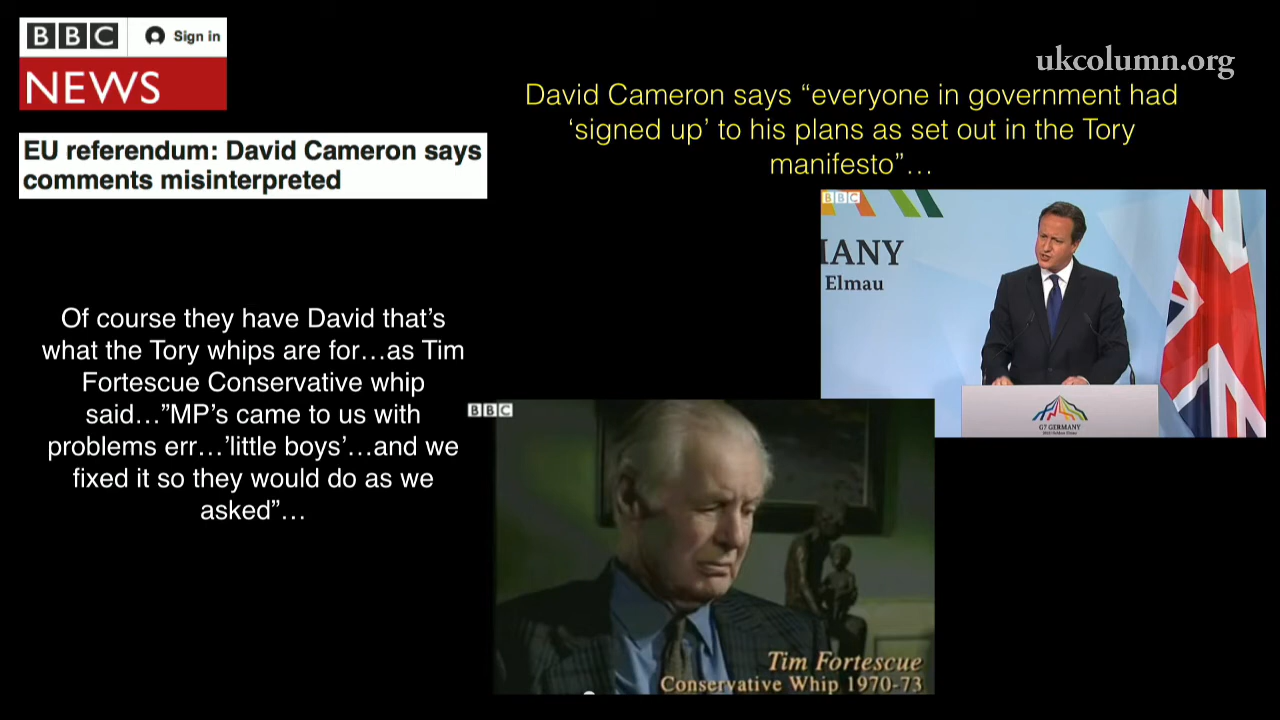 BBC
Sign in
NEWS
ukcolumn.org
EU referendum: David Cameron says
comments misinterpreted
David Cameron says “everyone in government had
‘signed up’ to his plans as set out in the Tory
manifesto”…
BBC
MANY
Elmau
G7 GERMANY
Of course they have David that’s
what the Tory whips are for…as Tim
Fortescue Conservative whip
said…”MP’s came to us with
problems err…’little boys’…and we
fixed it so they would do as we
asked”…
BBC
Tim Fortescue
Conservative Whip 1970-73